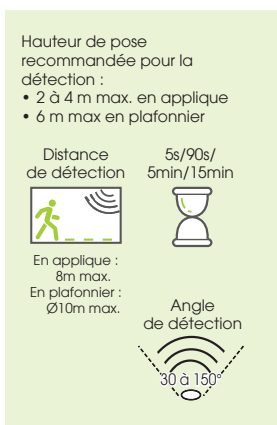 Hauteur de pose
recommandée pour la
détection :
• 2 à 4 m max. en applique
• 6 m max en plafonnier
Distance
de détection
En applique :
8m max.
En plafonnier :
Ø10m max.
5s/90s/
5min/15min
Angle
de détection
30 à 150°